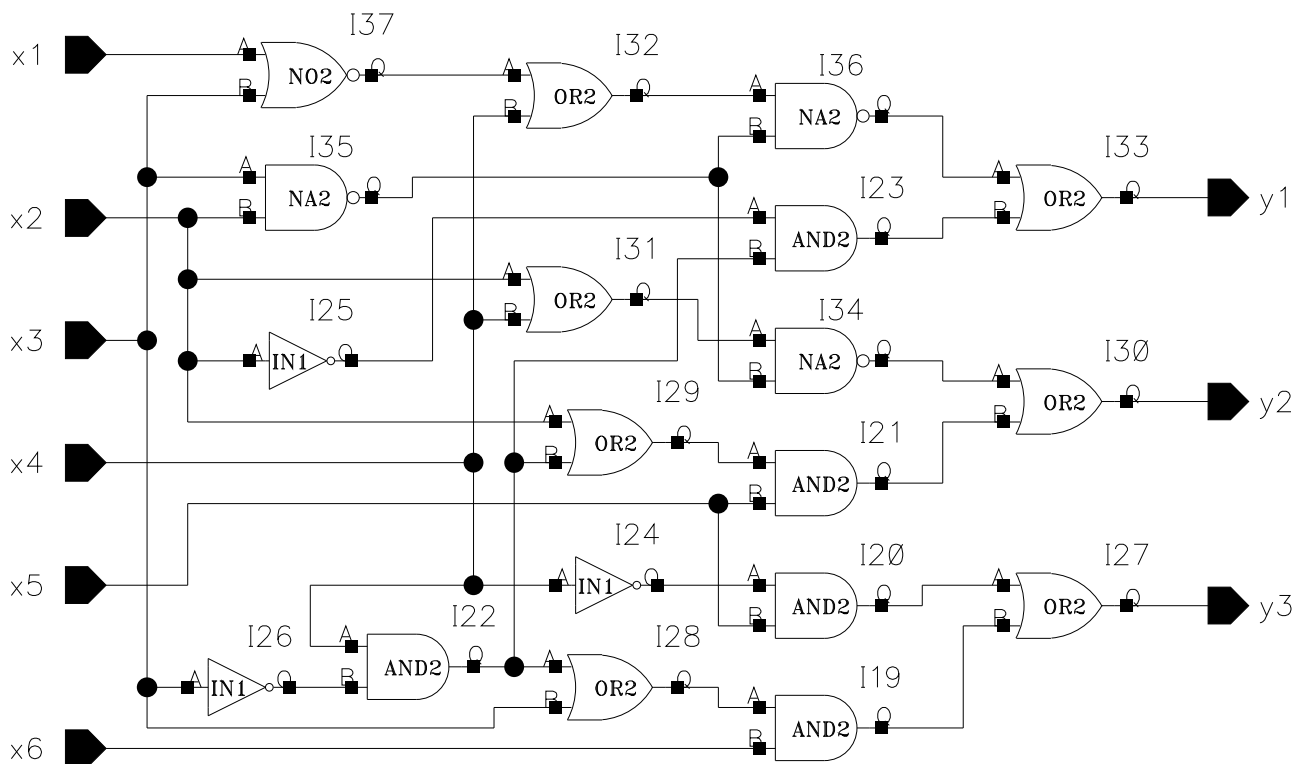 I37
x1 A NO2 Q I32
B A OR2 Q I36
B A NA2 Q
I35 B I33
A NA2 Q I23 A OR2 Q y1
x2 B A AND2 Q B
I31 B
A OR2 Q I34
I25 B A NA2 Q I30
x3 A IN1 Q B A OR2 Q y2
I29 B
A OR2 Q I21
x4 B A AND2 Q
B
I24 I20 I27
x5 A IN1 Q A AND2 Q A OR2 Q y3
I22 B B
I26 A AND2 Q I28
A IN1 Q B A OR2 Q I19
B A AND2 Q
x6 B